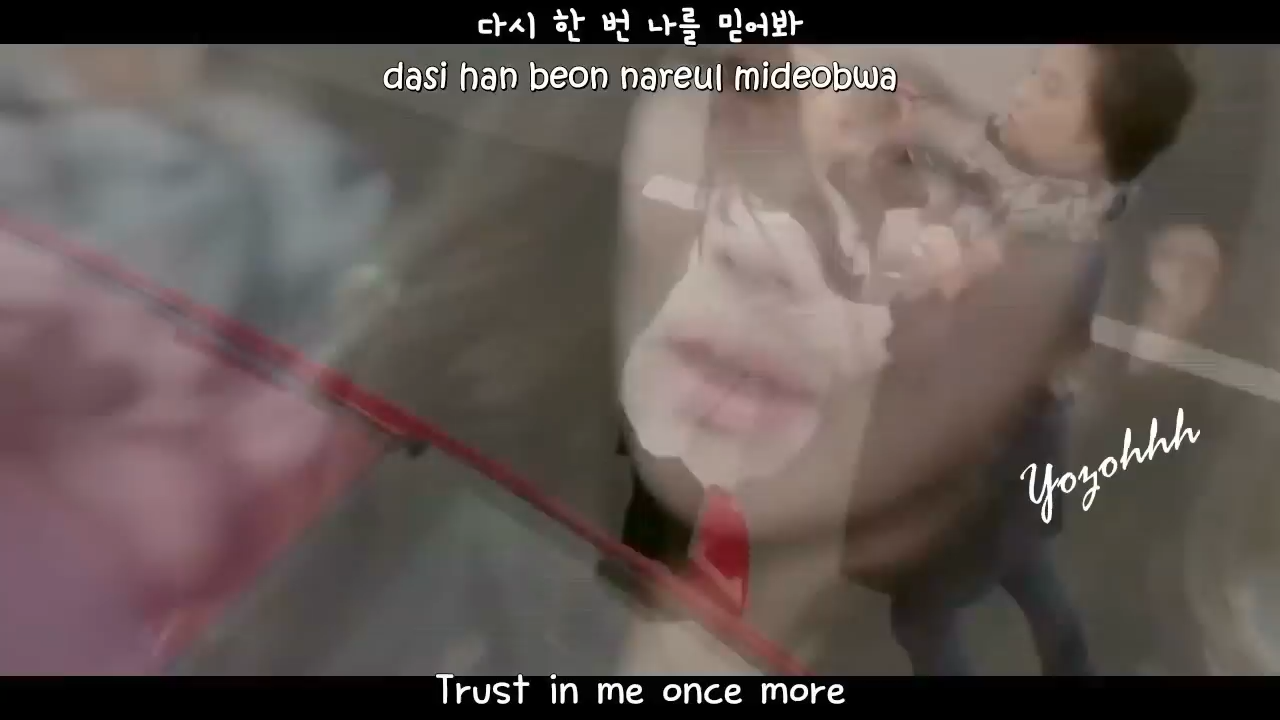 다시 한 번 나를 믿어봐
dasi han beon nareul mideobwa
Yozohhh
Trust in me once more